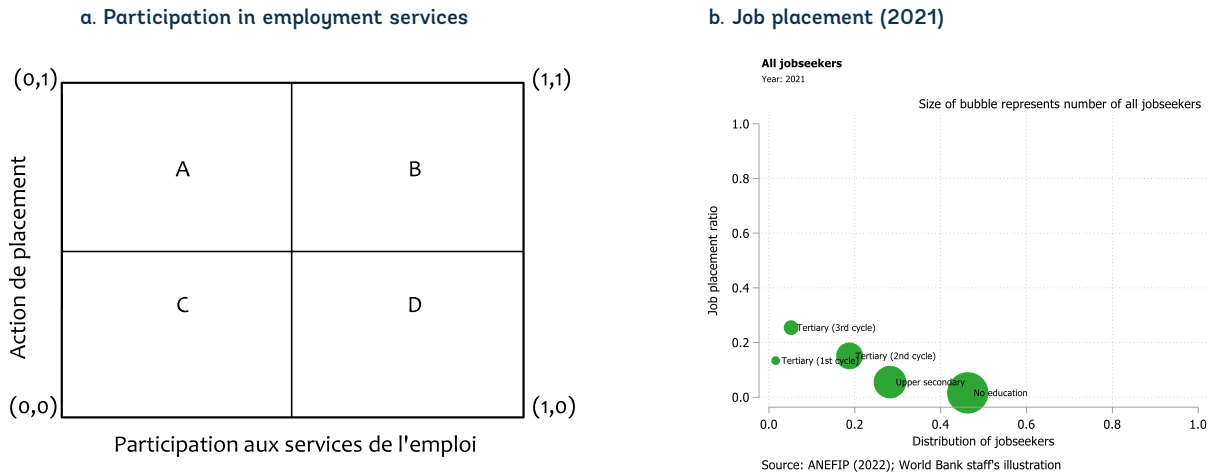 a. Participation in employment services
(0,1)
(1,1)
A
B
C
D
Action de placement
(0,0)
(1,0)
Participation aux services de l'emploi
b. Job placement (2021)
All jobseekers
Year: 2021
Size of bubble represents number of all jobseekers
1.0
0.8
0.6
0.4
0.2
0.0
Job placement ratio
Tertiary (3rd cycle)
Tertiary (1st cycle)
Tertiary (2nd cycle)
Upper secondary
No education
0.0 0.2 0.4 0.6 0.8 1.0
Distribution of jobseekers
Source: ANEFIP (2022); World Bank staff's illustration